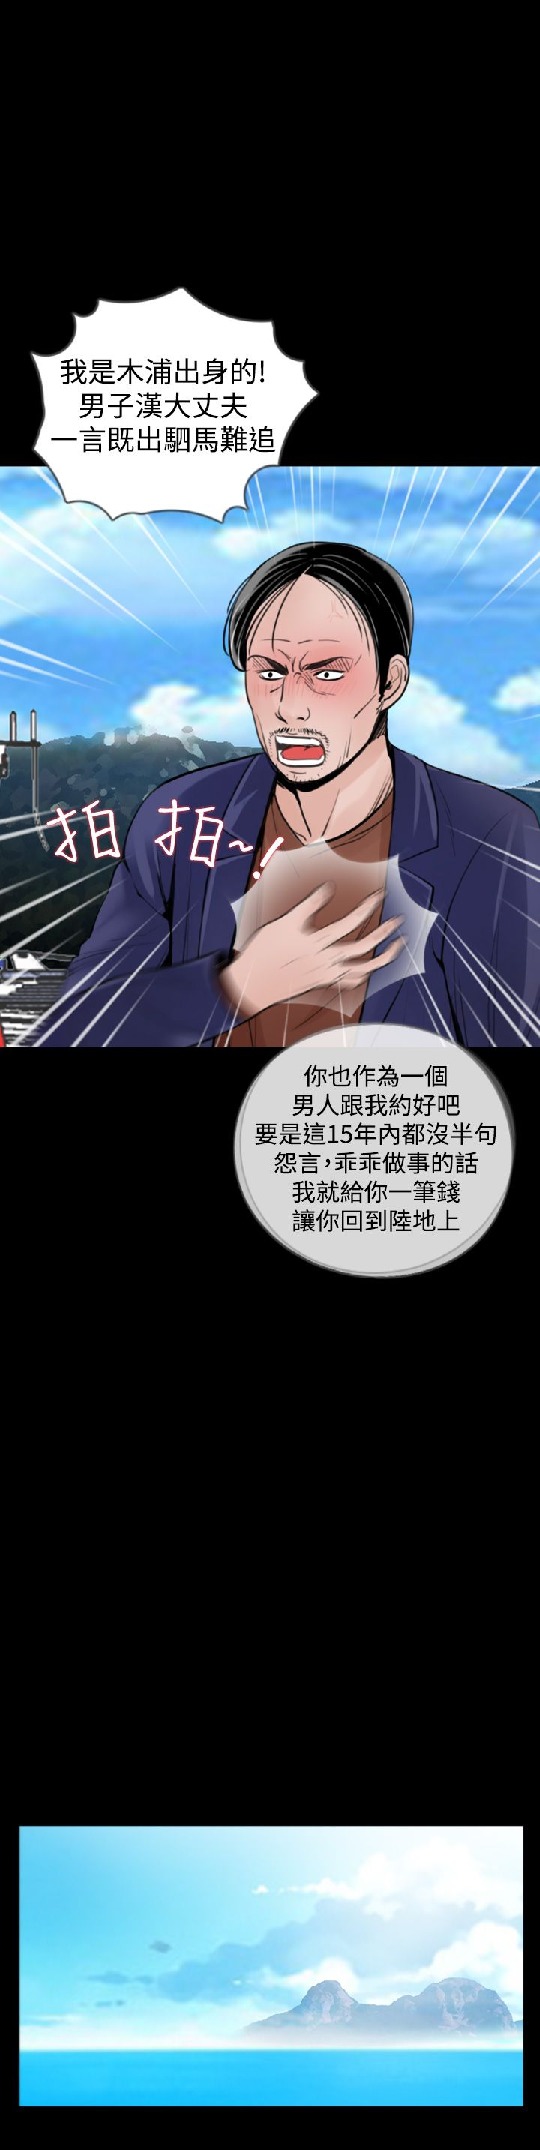 我是木浦出身的!
男子漢大丈夫
一言既出駟馬難追
拍 拍~!
你也作為一個
男人跟我約好吧
要是這15年內都沒半句
怨言,乖乖做事的話
我就給你一筆錢
讓你回到陸地上